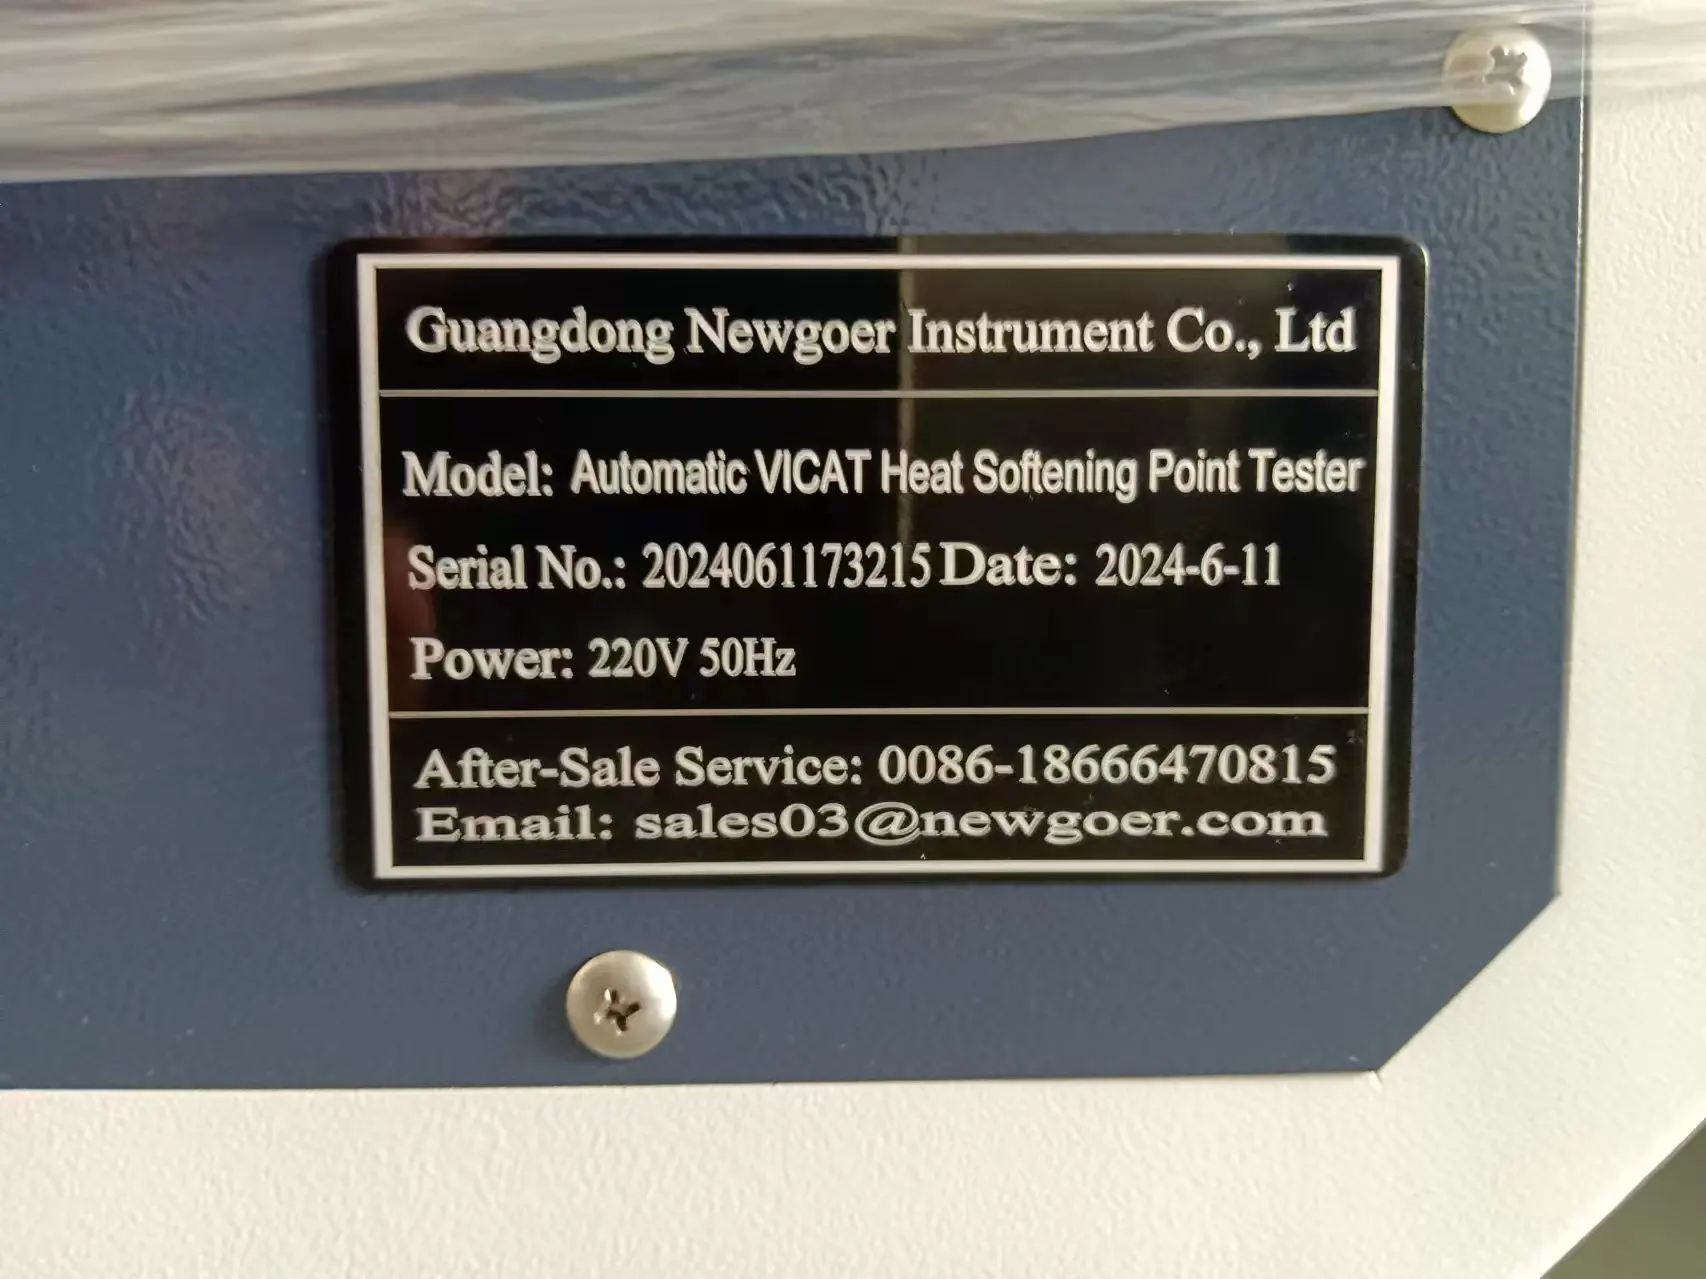 Guangdong Newgoer Instrument Co., Ltd
Model: Automatic VICAT Heat Softening Point Tester
Serial No.: 2024061173215 Date: 2024-6-11
Power: 220V 50Hz
After-Sale Service: 0086-18666470815
Email: sales03@newgoer.com